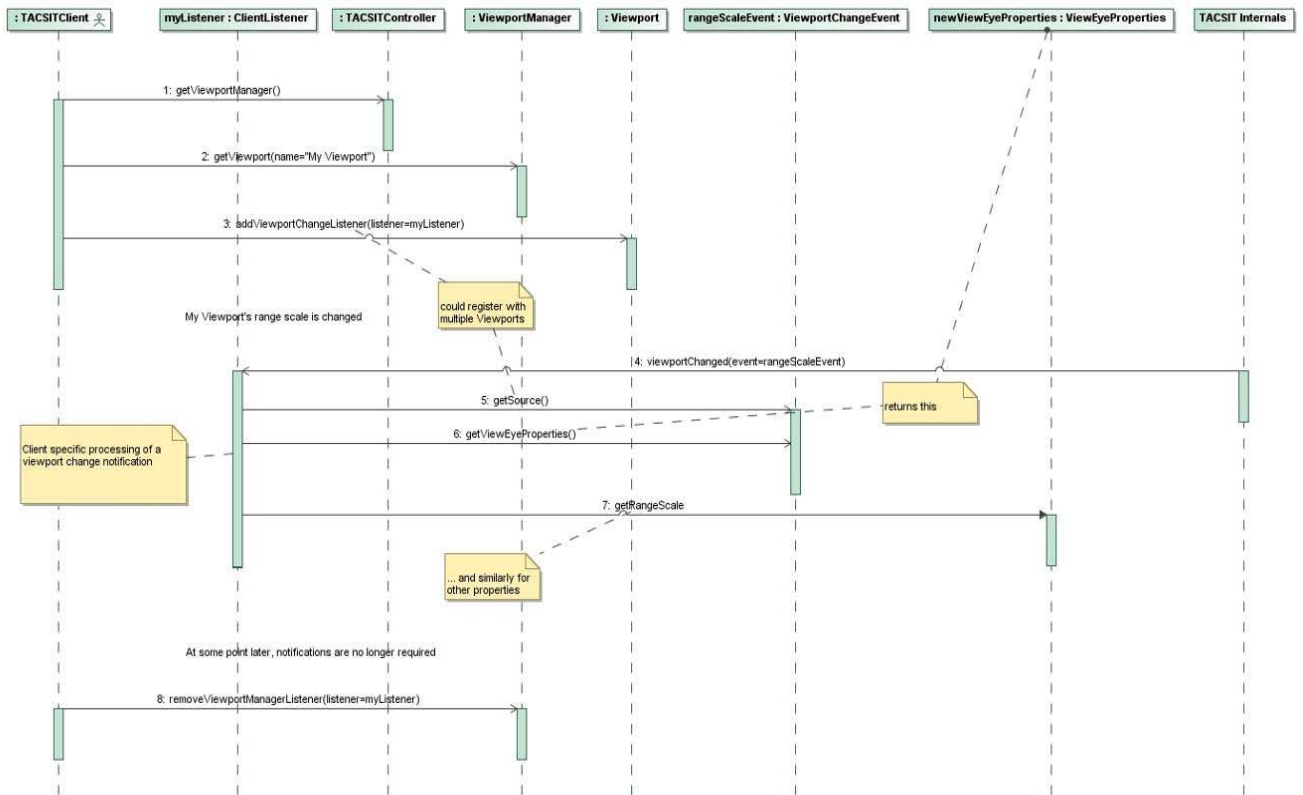 : TACSITClient
myListener : ClientListener
: TACSITController
: ViewportManager
: Viewport
rangeScaleEvent : ViewportChangeEvent
newViewEyeProperties : ViewEyeProperties
TACSIT Internals
1: getViewportManager()
2: getViewport(name="My Viewport")
3: addViewportChangeListener(listener=myListener)
could register with
multiple Viewports
My Viewport's range scale is changed
4: viewportChanged(event=rangeScaleEvent)
5: getSource()
returns this
6: getViewEyeProperties()
Client specific processing of a
viewport change notification
7: getRangeScale
... and similarly for
other properties
At some point later, notifications are no longer required
8: removeViewportManagerListener(listener=myListener)